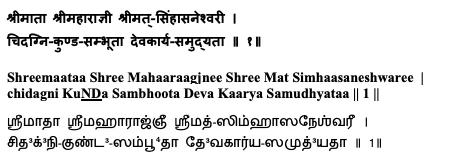 श्रीमाता श्रीमहाराज्ञी श्रीमत्-सिंहासनेश्वरी ।
चिदग्नि-कुण्ड-सम्भूता देवकार्य-समुद्यता ॥ १॥
Shreemaataa Shree Mahaaraagjnee Shree Mat Simhaasaneshwaree |
chidagni KuNDa Sambhoota Deva Kaarya Samudhyataa || 1 ||
ஶ்ரீமாதா ஶ்ரீமஹாராஜ்ஞீ ஶ்ரீமத்-ஸிம்ஹாஸநேஶ்வரீ ।
சித³க்³நி-குண்ட³-ஸம்பூ⁴தா தே³வகார்ய-ஸமுத்³யதா ॥ 1॥